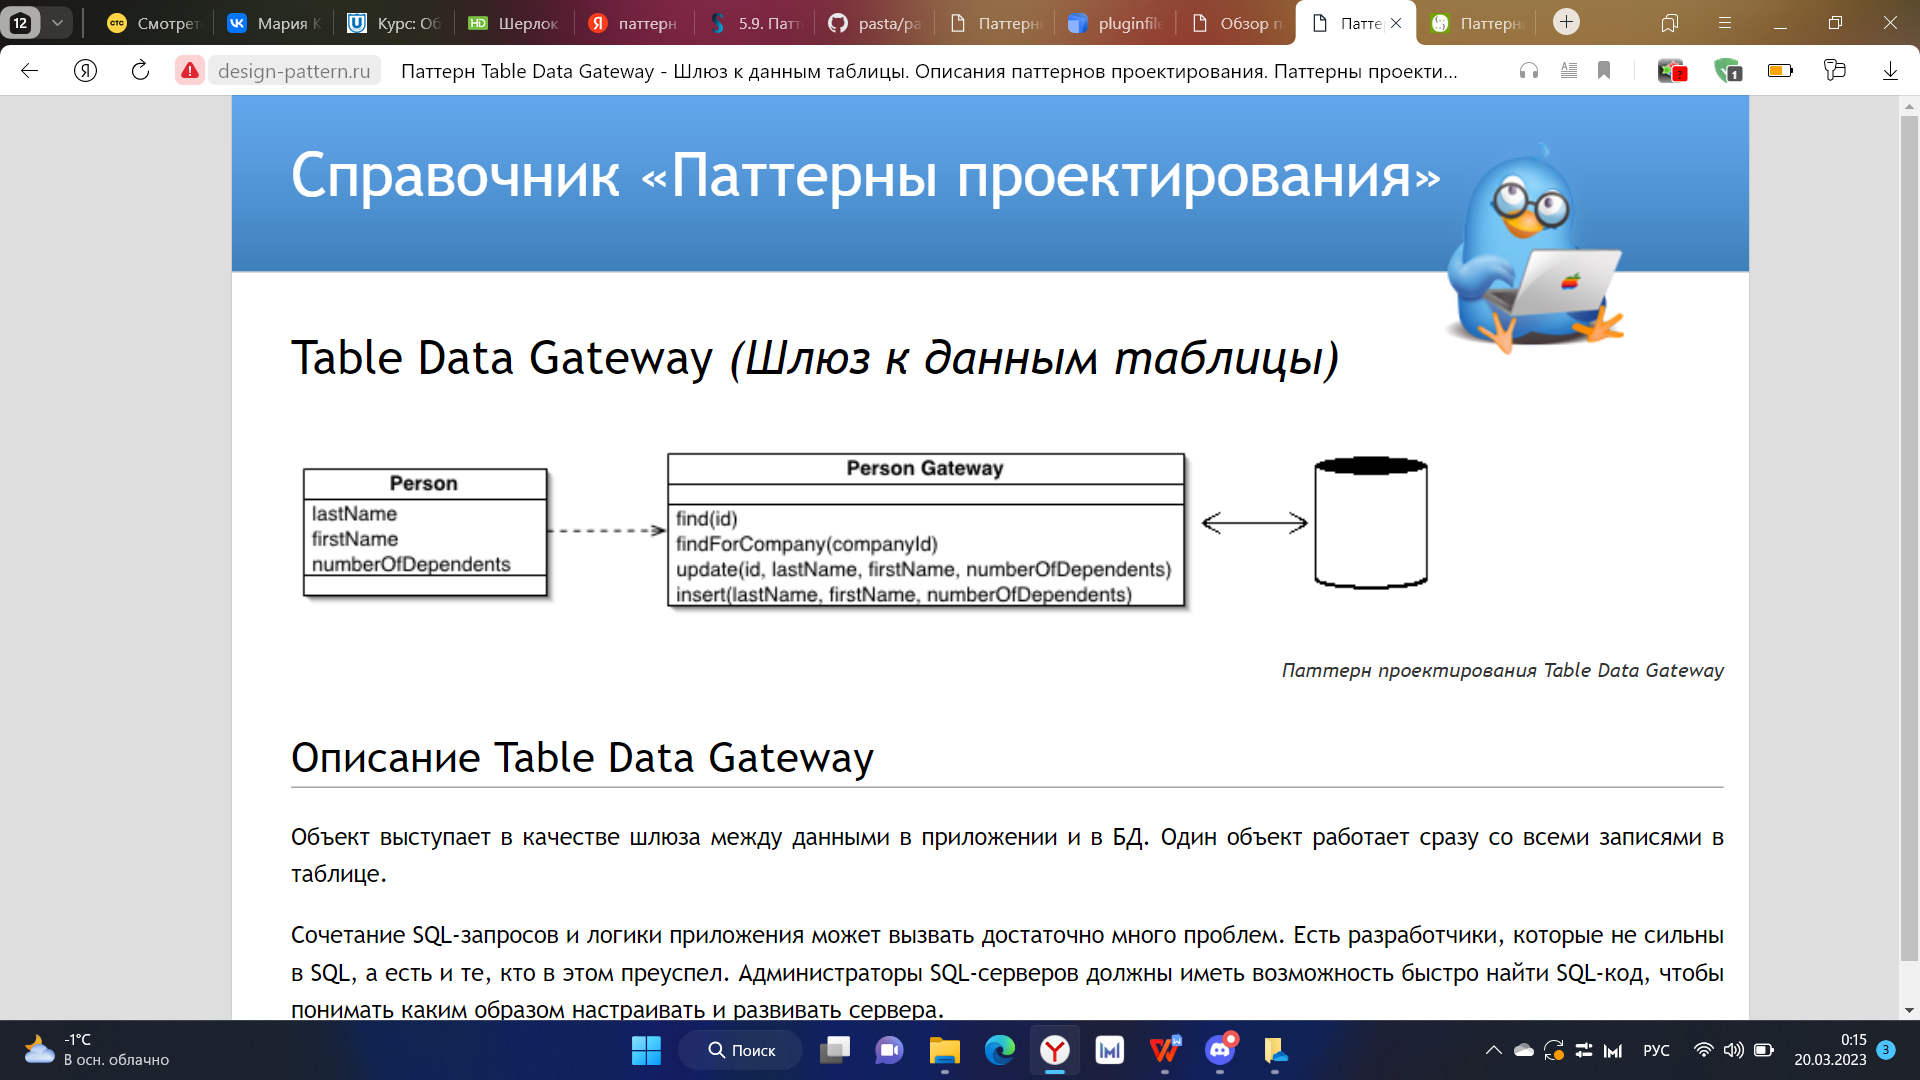 12
Смотрет
Мария К
Курс: Об
HD
Шерлок
паттерн
5.9. Патт
pasta/pa
Паттерн
pluginfile
Обзор п
Патте
Паттерн
design-pattern.ru
Паттерн Table Data Gateway - Шлюз к данным таблицы. Описания паттернов проектирования. Паттерны проекти...
1
Справочник «Паттерны проектирования»
Table Data Gateway (Шлюз к данным таблицы)
Person
lastName
firstName
numberOfDependents
Person Gateway
find(id)
findForCompany(companyId)
update(id, lastName, firstName, numberOfDependents)
insert(lastName, firstName, numberOfDependents)
Паттерн проектирования Table Data Gateway
Описание Table Data Gateway
Объект выступает в качестве шлюза между данными в приложении и в БД. Один объект работает сразу со всеми записями в
таблице.
Сочетание SQL-запросов и логики приложения может вызвать достаточно много проблем. Есть разработчики, которые не сильны
в SQL, а есть и те, кто в этом преуспел. Администраторы SQL-серверов должны иметь возможность быстро найти SQL-код, чтобы
понимать каким образом настраивать и развивать сервера.
-1°C
В осн. облачно
Поиск
РУС
0:15
20.03.2023
3